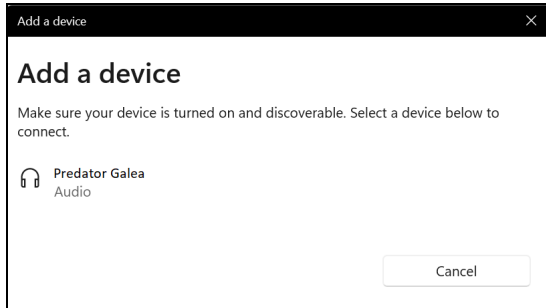 Add a device
Add a device
Make sure your device is turned on and discoverable. Select a device below to
connect.
Predator Galea
Audio
Cancel